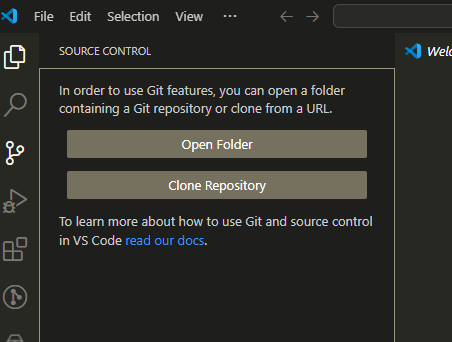 File Edit Selection View ···
SOURCE CONTROL
Welc
In order to use Git features, you can open a folder
containing a Git repository or clone from a URL.
Open Folder
Clone Repository
To learn more about how to use Git and source control
in VS Code read our docs.